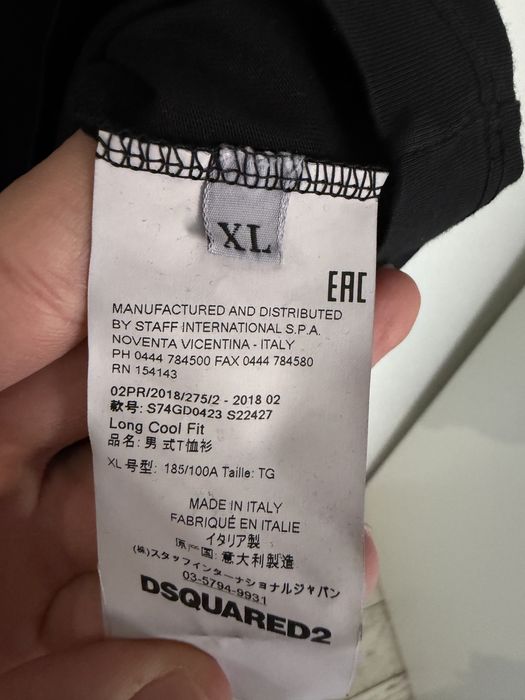 XL
EAC
MANUFACTURED AND DISTRIBUTED
BY STAFF INTERNATIONAL S.P.A.
NOVENTA VICENTINA - ITALY
PH 0444 784500 FAX 0444 784580
RN 154143
02PR/2018/275/2 - 2018 02
款号: S74GD0423 S22427
Long Cool Fit
品名: 男 式T恤衫
XL 号型: 185/100A Taille: TG
MADE IN ITALY
FABRIQUÉ EN ITALIE
イタリア製
原产国: 意大利製造
(株)スタッフインターナショナルジャパン
03-5794-9931
DSQUARED2